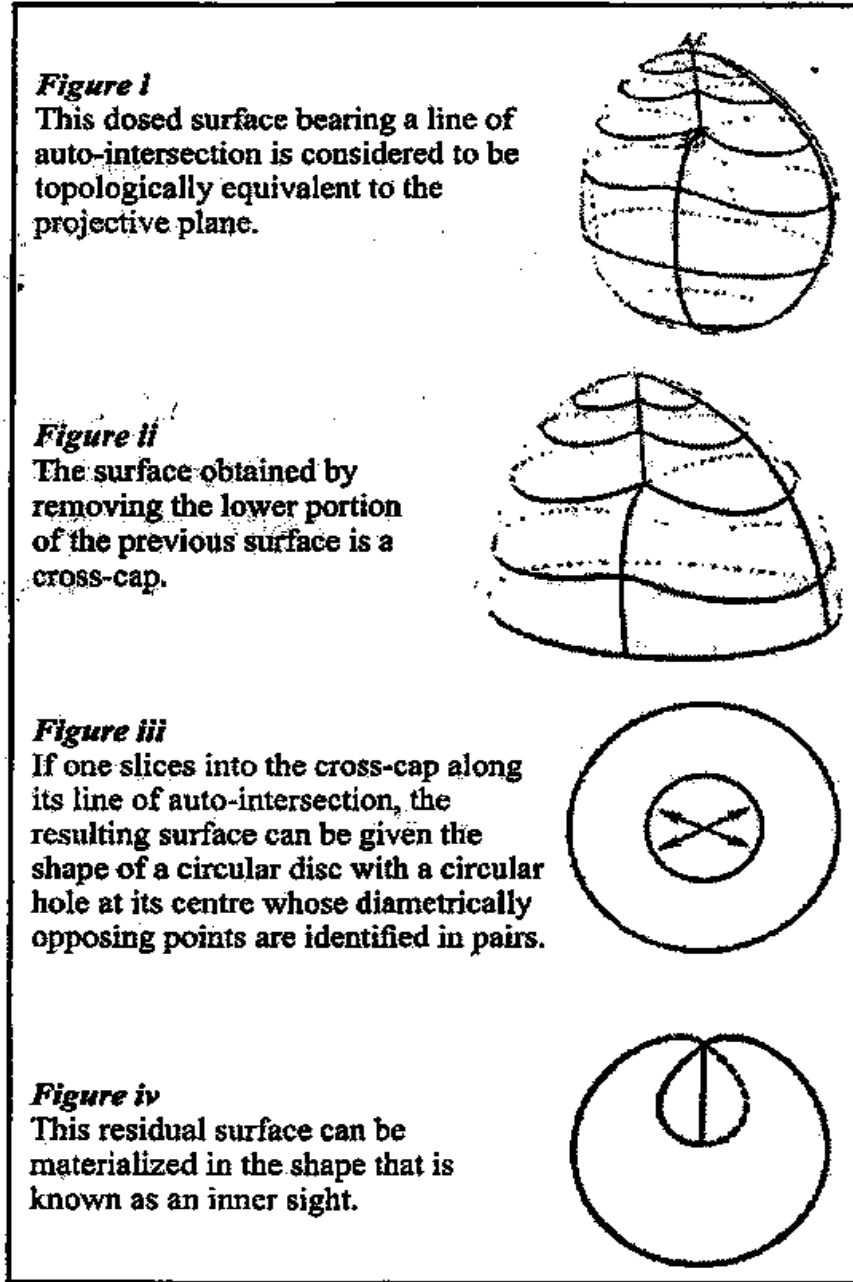 Figure i
This dosed surface bearing a line of
auto-intersection is considered to be
topologically equivalent to the
projective plane.
Figure ii
The surface obtained by
removing the lower portion
of the previous surface is a
cross-cap.
Figure iii
If one slices into the cross-cap along
its line of auto-intersection, the
resulting surface can be given the
shape of a circular disc with a circular
hole at its centre whose diametrically
opposing points are identified in pairs.
Figure iv
This residual surface can be
materialized in the shape that is
known as an inner sight.